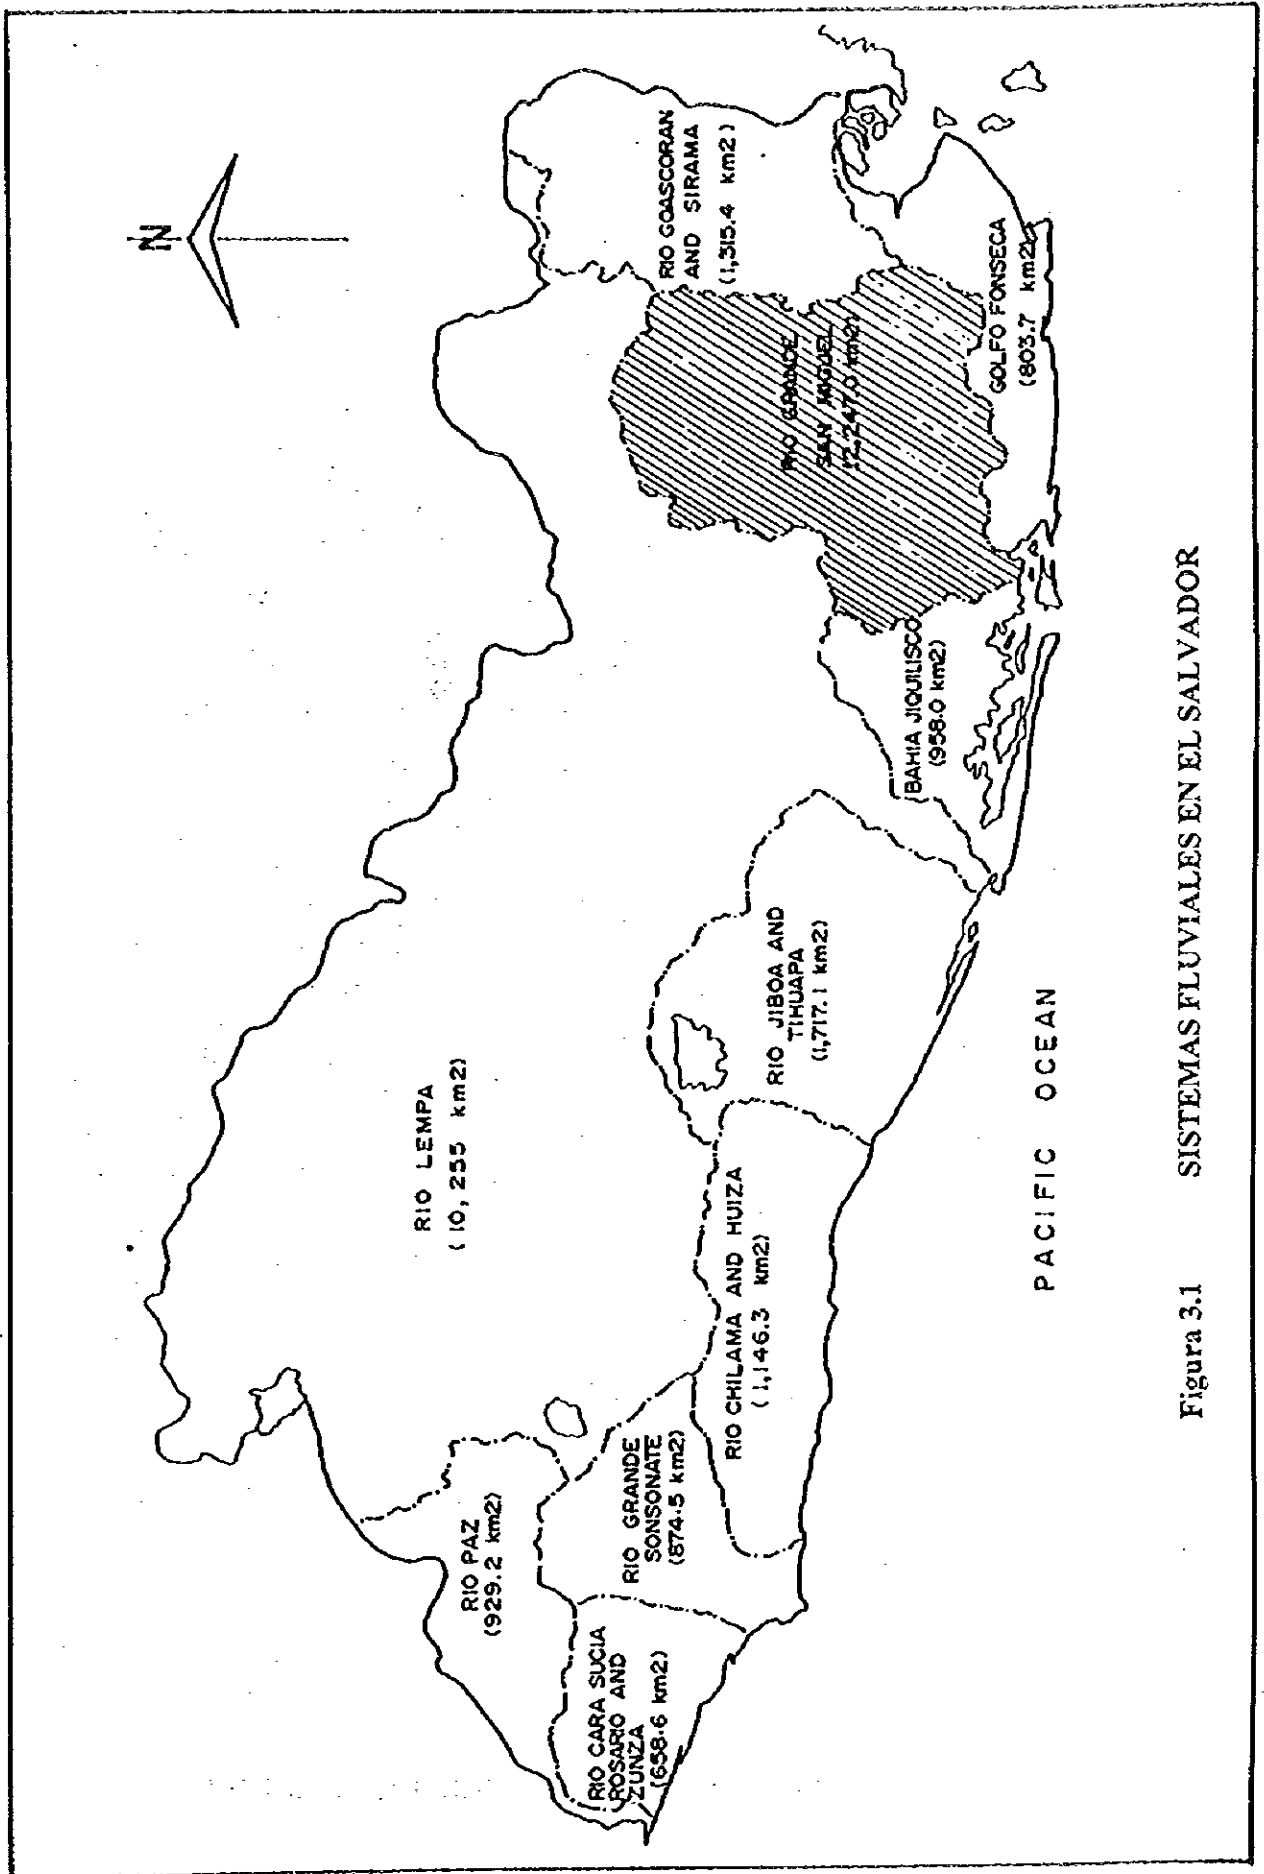 N
RIO LEMPA
(10,255 km2)
RIO PAZ
(929.2 km2)
RIO CARA SUCIA
ROSARIO AND
ZUNZA
(658.6 km2)
RIO GRANDE
SONSONATE
(874.5 km2)
RIO CHILAMA AND HUIZA
(1,146.3 km2)
RIO JIBOA AND
TIHUAPA
(1,717.1 km2)
BAHIA JIQUILISCO
(958.0 km2)
RIO GRANDE
SAN MIGUEL
(2,247.0 km2)
RIO GOASCORAN
AND SIRAMA
(1,315.4 km2)
GOLFO FONSECA
(803.7 km2)
PACIFIC OCEAN
Figura 3.1 SISTEMAS FLUVIALES EN EL SALVADOR